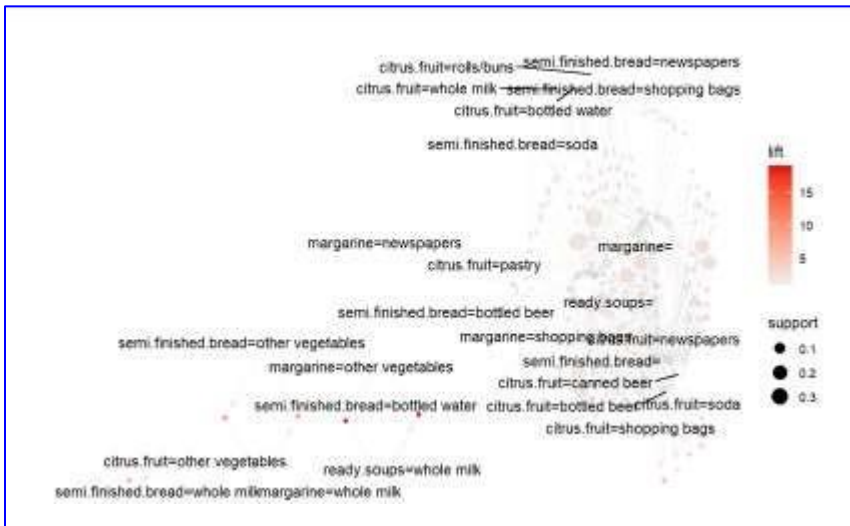 semi.finished.bread=newspapers
citrus.fruit=rolls/buns
citrus.fruit=whole milk
semi.finished.bread=shopping bags
citrus.fruit=bottled water
semi.finished.bread=soda
lift
15
10
5
margarine=newspapers
margarine=
citrus.fruit=pastry
ready.soups=
semi.finished.bread=bottled beer
support
margarine=shopping bags
citrus.fruit=newspapers
semi.finished.bread=other vegetables
0.1
semi.finished.bread=
margarine=other vegetables
0.2
citrus.fruit=canned beer
0.3
semi.finished.bread=bottled water
citrus.fruit=bottled beer
citrus.fruit=soda
citrus.fruit=shopping bags
citrus.fruit=other vegetables
ready.soups=whole milk
semi.finished.bread=whole milk
margarine=whole milk